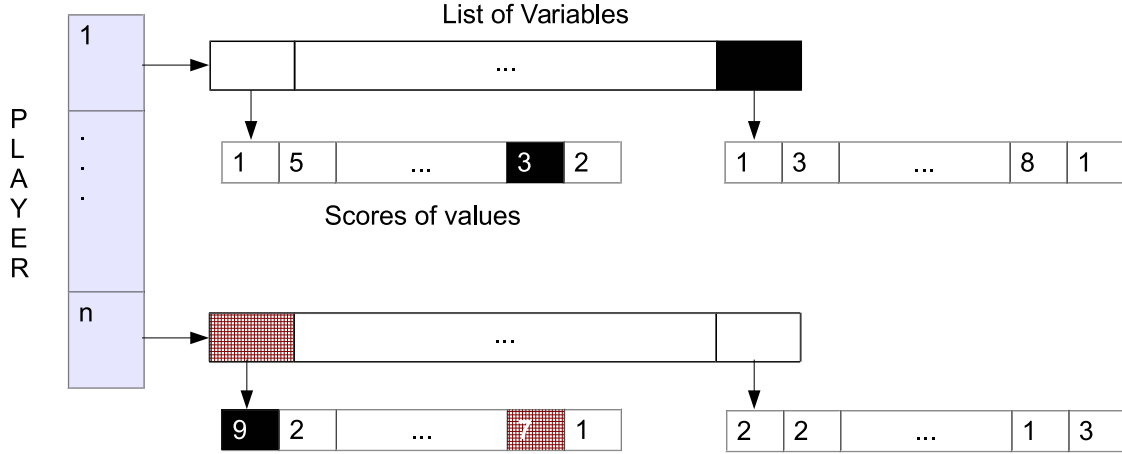 List of Variables
1
...
PLAYER
.
.
.
1 5 ... 3 2
1 3 ... 8 1
Scores of values
n
...
9 2 ... 7 1
2 2 ... 1 3